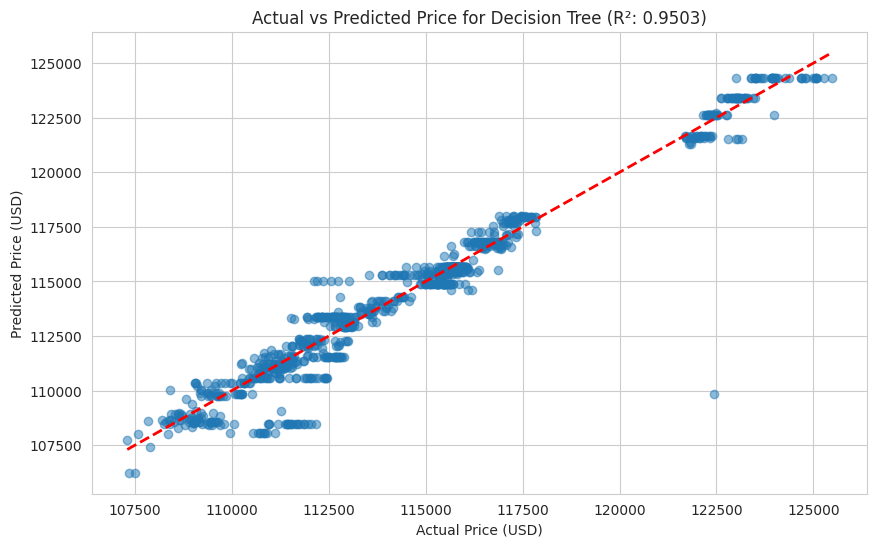 Actual vs Predicted Price for Decision Tree (R²: 0.9503)
125000
122500
120000
117500
115000
112500
110000
107500
Predicted Price (USD)
107500 110000 112500 115000 117500 120000 122500 125000
Actual Price (USD)